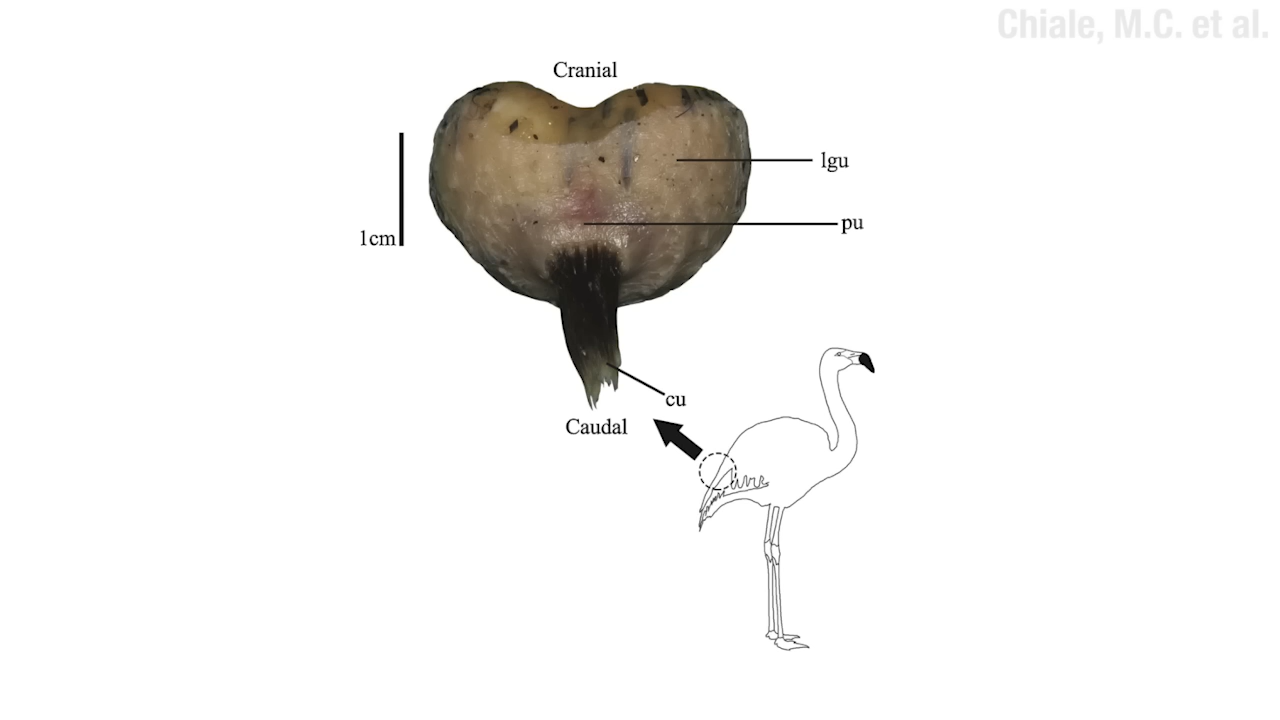 Chiale, M.C. et al.
Cranial
lgu
pu
1cm
cu
Caudal